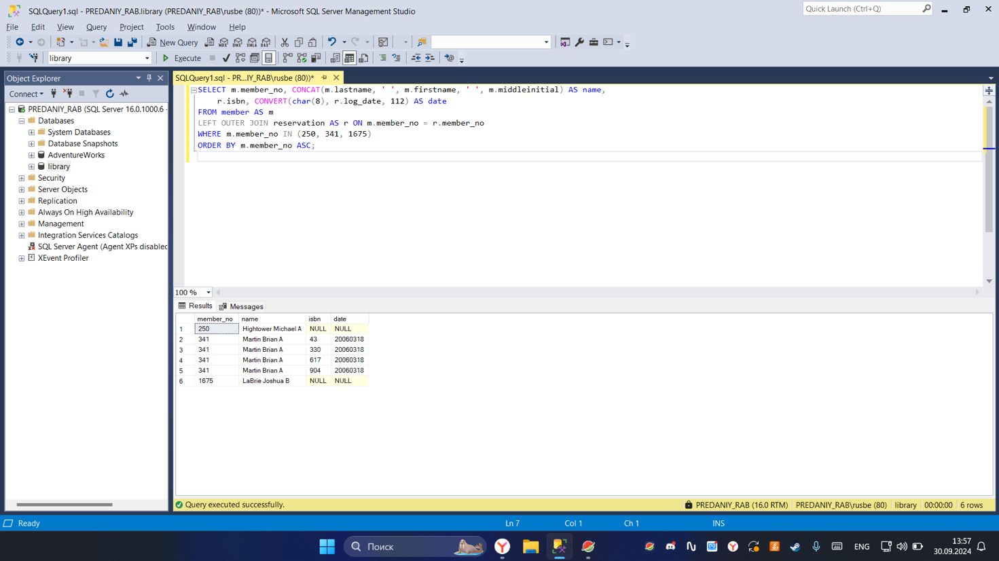 SQLQuery1.sql - PREDANIY_RAB.library (PREDANIY_RAB\rusbe (80))* - Microsoft SQL Server Management Studio
Quick Launch (Ctrl+Q)
File Edit View Query Project Tools Window Help
New Query MDX DMX XMLA DAX
library Execute
Object Explorer
Connect
PREDANIY_RAB (SQL Server 16.0.1000.6 -
Databases
System Databases
Database Snapshots
AdventureWorks
library
Security
Server Objects
Replication
Always On High Availability
Management
Integration Services Catalogs
SQL Server Agent (Agent XPs disabled
XEvent Profiler
SQLQuery1.sql - PR...IY_RAB\rusbe (80))*
SELECT m.member_no, CONCAT(m.lastname, ' ', m.firstname, ' ', m.middleinitial) AS name,
r.isbn, CONVERT(char(8), r.log_date, 112) AS date
FROM member AS m
LEFT OUTER JOIN reservation AS r ON m.member_no = r.member_no
WHERE m.member_no IN (250, 341, 1675)
ORDER BY m.member_no ASC;
100 %
Results Messages
member_no name isbn date
1 250 Hightower Michael A NULL NULL
2 341 Martin Brian A 43 20060318
3 341 Martin Brian A 330 20060318
4 341 Martin Brian A 617 20060318
5 341 Martin Brian A 904 20060318
6 1675 LaBrie Joshua B NULL NULL
Query executed successfully. PREDANIY_RAB (16.0 RTM) PREDANIY_RAB\rusbe (80) library 00:00:00 6 rows
Ready Ln 7 Col 1 Ch 1 INS
Поиск
ENG
13:57
30.09.2024